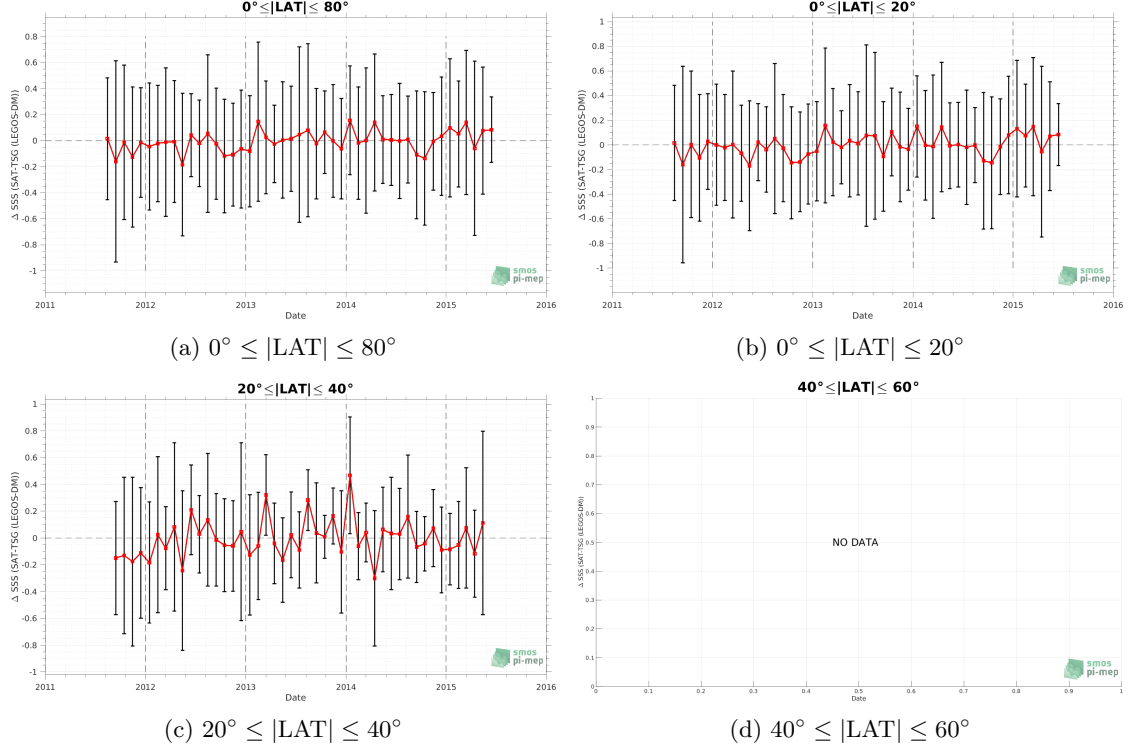 0°≤|LAT|≤ 80°
Δ SSS (SAT-TSG (LEGOS-DM))
0.8
0.6
0.4
0.2
0
-0.2
-0.4
-0.6
-0.8
-1
2011 2012 2013 2014 2015 2016
Date
smos
pi-mep
(a) 0° ≤ |LAT| ≤ 80°
0°≤|LAT|≤ 20°
Δ SSS (SAT-TSG (LEGOS-DM))
1
0.8
0.6
0.4
0.2
0
-0.2
-0.4
-0.6
-0.8
-1
2011 2012 2013 2014 2015 2016
Date
smos
pi-mep
(b) 0° ≤ |LAT| ≤ 20°
20°≤|LAT|≤ 40°
Δ SSS (SAT-TSG (LEGOS-DM))
1
0.8
0.6
0.4
0.2
0
-0.2
-0.4
-0.6
-0.8
-1
2011 2012 2013 2014 2015 2016
Date
smos
pi-mep
(c) 20° ≤ |LAT| ≤ 40°
40°≤|LAT|≤ 60°
Δ SSS (SAT-TSG (LEGOS-DM))
1
0.9
0.8
0.7
0.6
0.5
0.4
0.3
0.2
0.1
0
NO DATA
0 0.1 0.2 0.3 0.4 0.5 0.6 0.7 0.8 0.9 1
Date
smos
pi-mep
(d) 40° ≤ |LAT| ≤ 60°